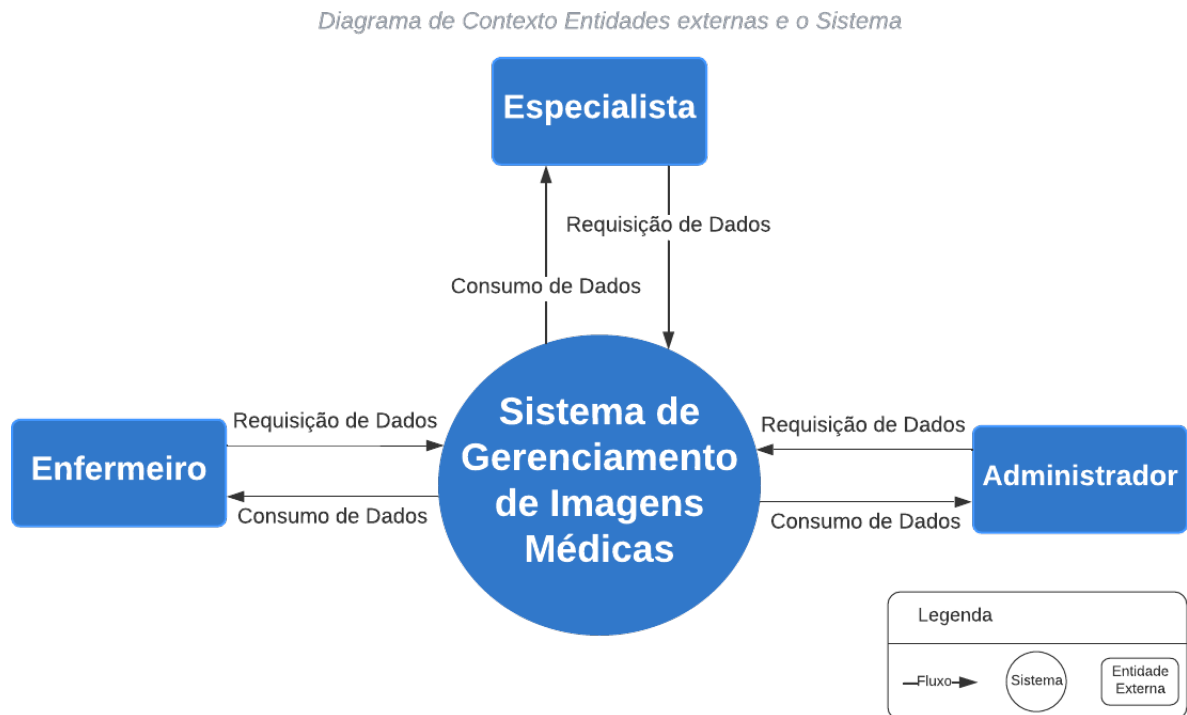 Diagrama de Contexto Entidades externas e o Sistema
Especialista
Requisição de Dados
Consumo de Dados
Sistema de
Gerenciamento
de Imagens
Médicas
Requisição de Dados
Enfermeiro
Consumo de Dados
Requisição de Dados
Administrador
Consumo de Dados
Legenda
Fluxo
Sistema
Entidade
Externa